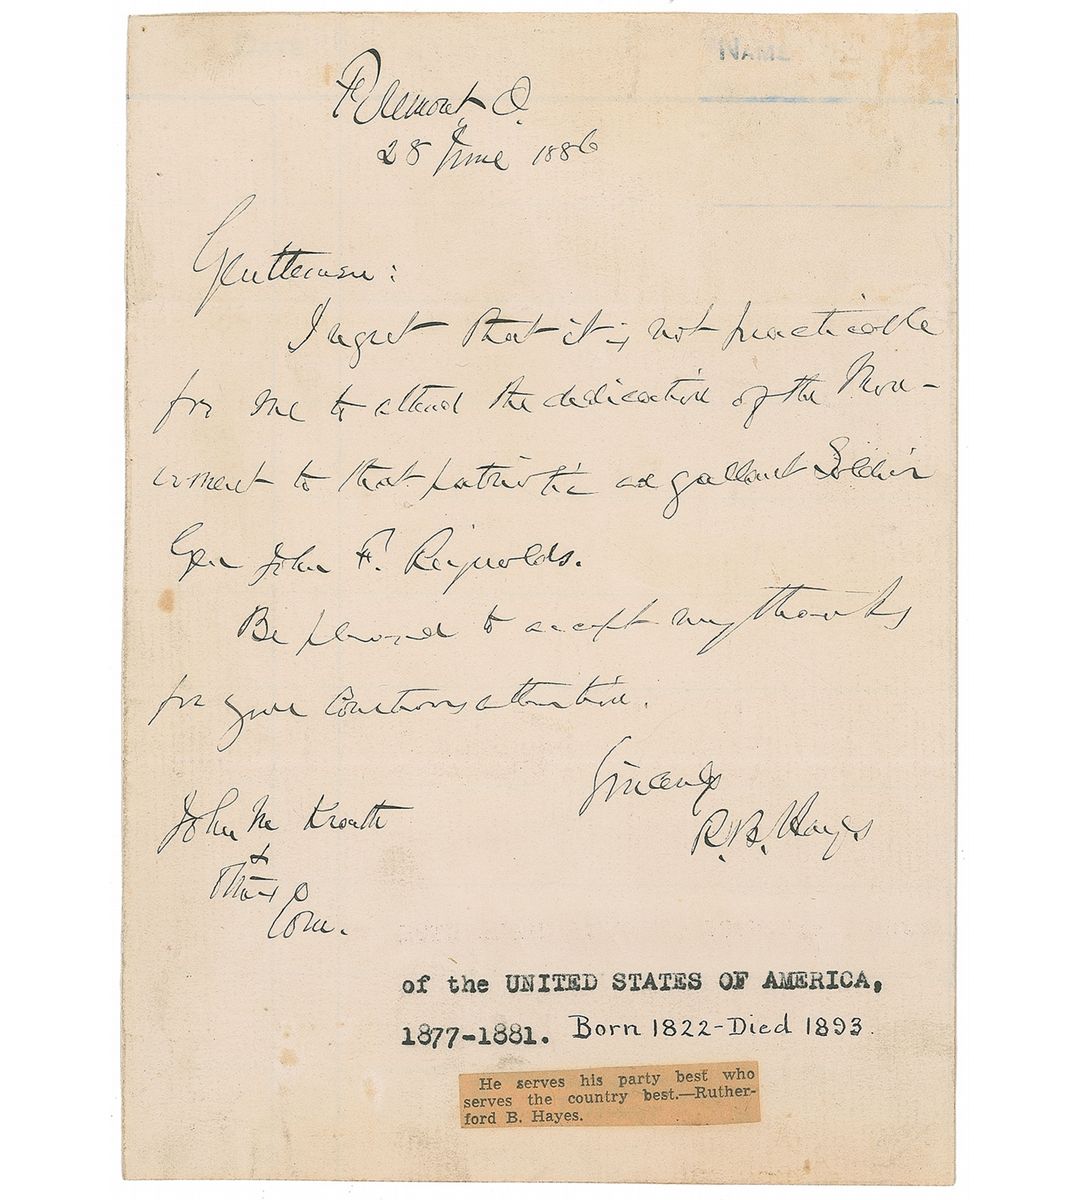 NAME
Fremont, O.
28 June 1886
Gentlemen:
I regret that it is not practicable
for me to attend the dedication of the Mon-
ument to that patriotic and gallant Soldier
Gen John F. Reynolds.
Be pleased to accept my thanks
for your courteous attention.
Sincerely
R. B. Hayes
John M
&
Com.
of the UNITED STATES OF AMERICA,
1877-1881. Born 1822-Died 1893.
He serves his party best who
serves the country best.—Ruther-
ford B. Hayes.